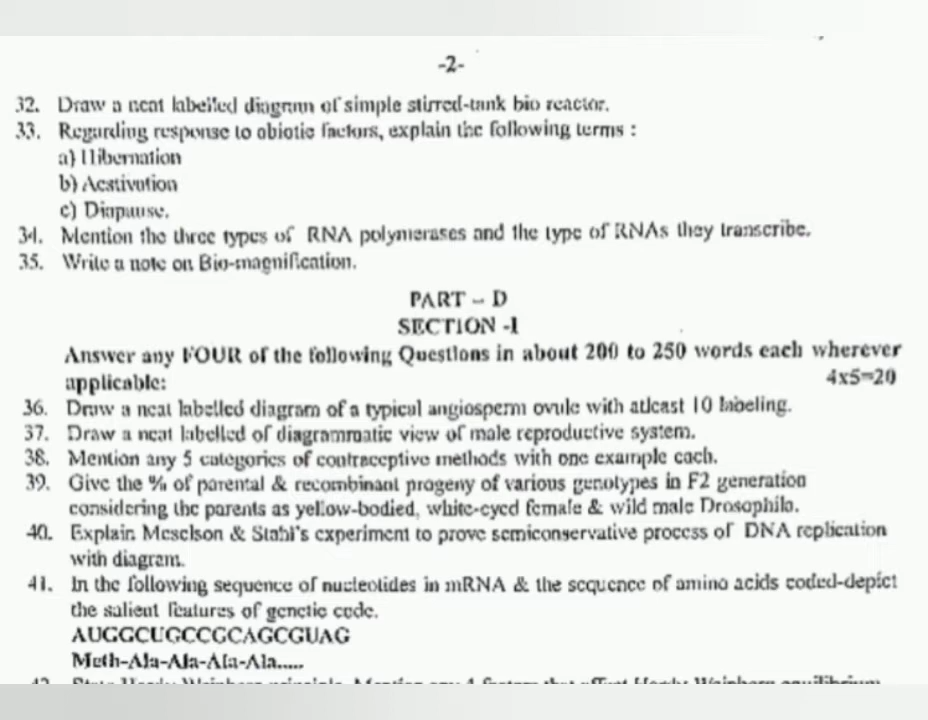 -2-
32. Draw a neat labelled diagram of simple stirred-tank bio reactor.
33. Regarding response to abiotic factors, explain the following terms :
a) Hibernation
b) Aestivation
c) Diapause.
34. Mention the three types of RNA polymerases and the type of RNAs they transcribe.
35. Write a note on Bio-magnification.
PART – D
SECTION -I
Answer any FOUR of the following Questions in about 200 to 250 words each wherever
applicable: 4x5=20
36. Draw a neat labelled diagram of a typical angiosperm ovule with atleast 10 labeling.
37. Draw a neat labelled of diagrammatic view of male reproductive system.
38. Mention any 5 categories of contraceptive methods with one example each.
39. Give the % of parental & recombinant progeny of various genotypes in F2 generation
considering the parents as yellow-bodied, white-eyed female & wild male Drosophila.
40. Explain Meselson & Stahl's experiment to prove semiconservative process of DNA replication
with diagram.
41. In the following sequence of nucleotides in mRNA & the sequence of amino acids coded-depict
the salient features of genetic code.
AUGGCUGCCGCAGCGUAG
Meth-Ala-Ala-Ala-Ala.....